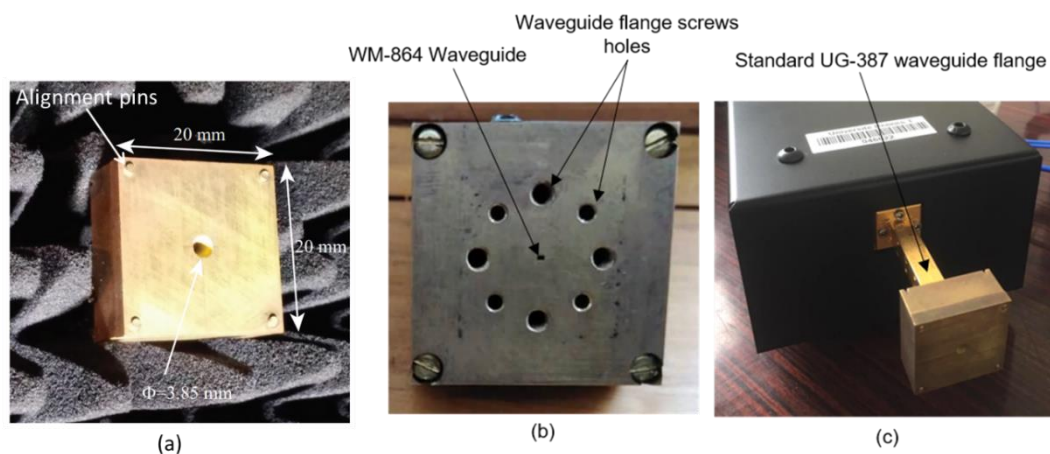 Alignment pins
20 mm
20 mm
Φ=3.85 mm
(a)
WM-864 Waveguide
Waveguide flange screws
holes
(b)
Standard UG-387 waveguide flange
(c)